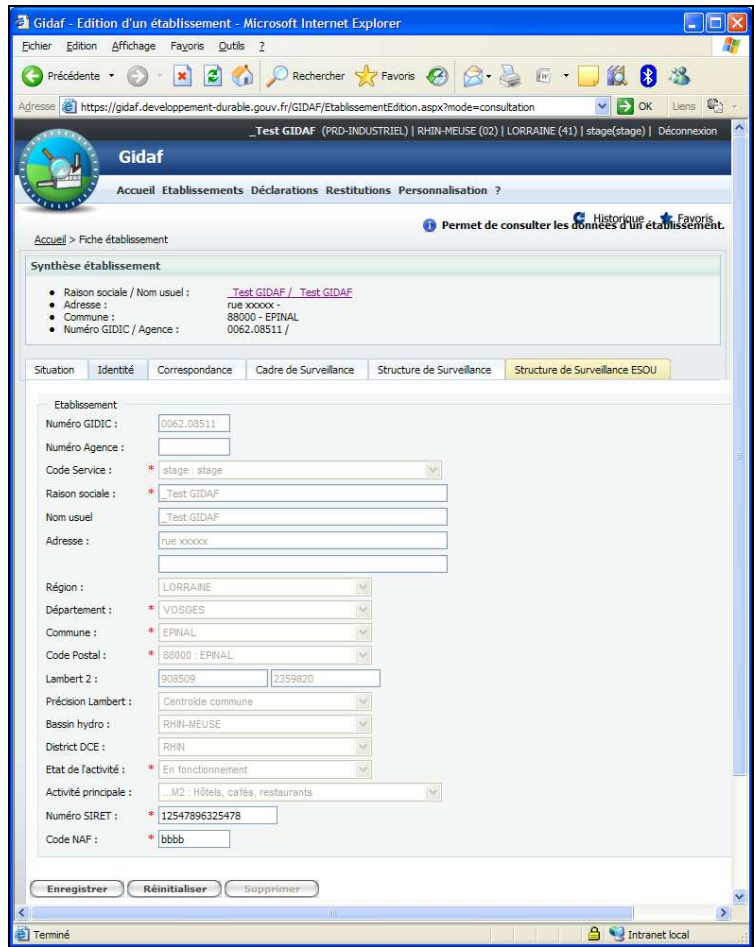 Gidaf - Edition d'un établissement - Microsoft Internet Explorer
Fichier Edition Affichage Favoris Outils ?
Précédente Rechercher Favoris
Adresse https://gidaf.developpement-durable.gouv.fr/GIDAF/EtablissementEdition.aspx?mode=consultation OK Liens
_Test GIDAF (PRD-INDUSTRIEL) | RHIN-MEUSE (02) | LORRAINE (41) | stage(stage) | Déconnexion
Gidaf
Accueil Etablissements Déclarations Restitutions Personnalisation ?
Historique Favoris
Permet de consulter les données d'un établissement.
Accueil > Fiche établissement
Synthèse établissement
Raison sociale / Nom usuel : _Test GIDAF / _Test GIDAF
Adresse : rue xxxxx -
Commune : 88000 - EPINAL
Numéro GIDIC / Agence : 0062.08511 /
Situation Identité Correspondance Cadre de Surveillance Structure de Surveillance Structure de Surveillance ESOU
Etablissement
Numéro GIDIC : 0062.08511
Numéro Agence :
Code Service : * stage : stage
Raison sociale : * _Test GIDAF
Nom usuel _Test GIDAF
Adresse : rue xxxxx
Région : LORRAINE
Département : * VOSGES
Commune : * EPINAL
Code Postal : * 88000 : EPINAL
Lambert 2 : 908509 2359820
Précision Lambert : Centroïde commune
Bassin hydro : RHIN-MEUSE
District DCE : RHIN
Etat de l'activité : * En fonctionnement
Activité principale : ...M2 : Hôtels, cafés, restaurants
Numéro SIRET : * 12547896325478
Code NAF : * bbbb
Enregistrer Réinitialiser Supprimer
Terminé Intranet local